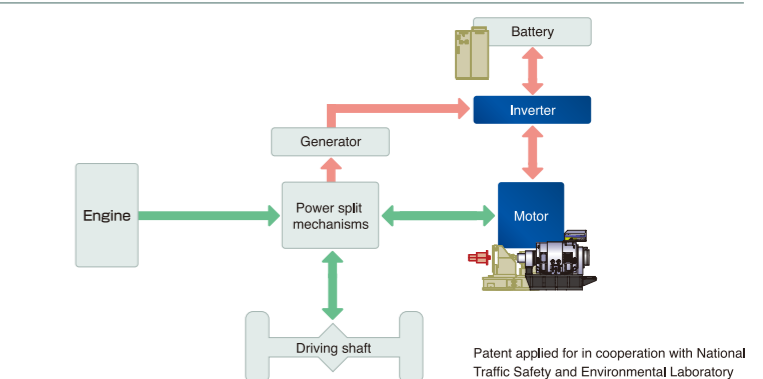 Battery
Inverter
Generator
Engine
Power split
mechanisms
Motor
Driving shaft
Patent applied for in cooperation with National
Traffic Safety and Environmental Laboratory